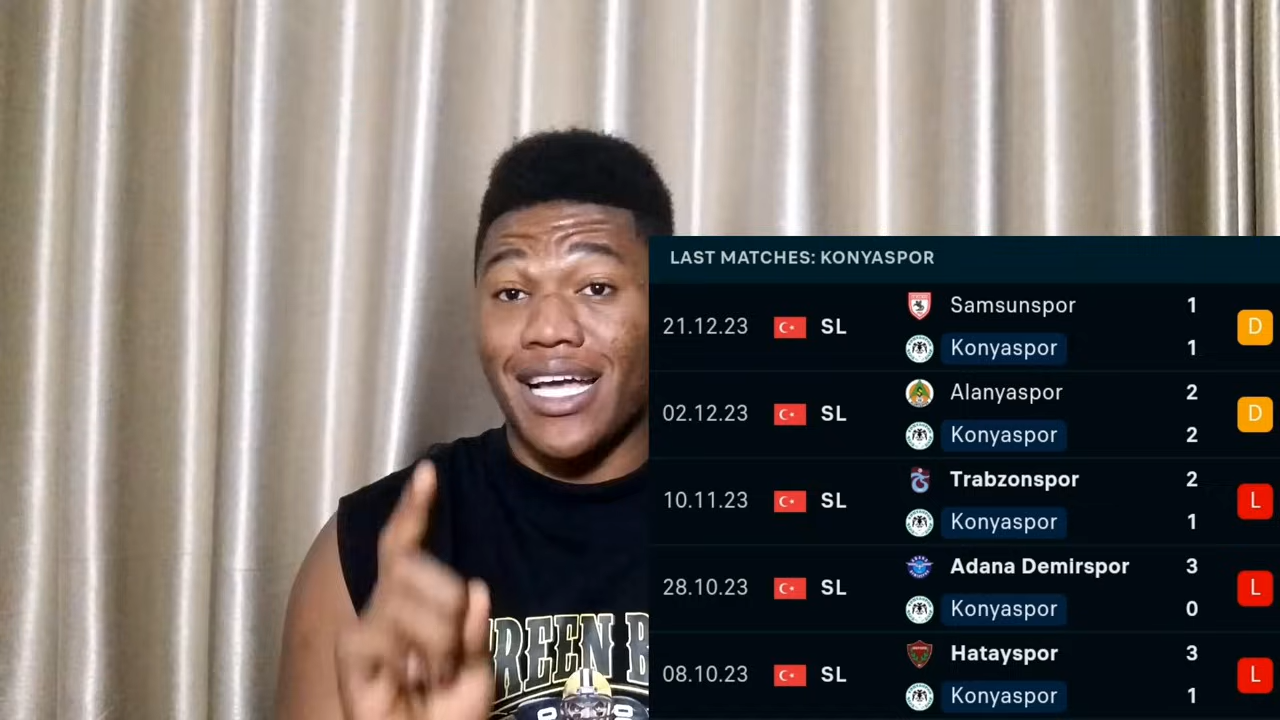 LAST MATCHES: KONYASPOR
21.12.23 SL Samsunspor 1 D
Konyaspor 1
02.12.23 SL Alanyaspor 2 D
Konyaspor 2
10.11.23 SL Trabzonspor 2 L
Konyaspor 1
28.10.23 SL Adana Demirspor 3 L
Konyaspor 0
08.10.23 SL Hatayspor 3 L
Konyaspor 1
REEN B